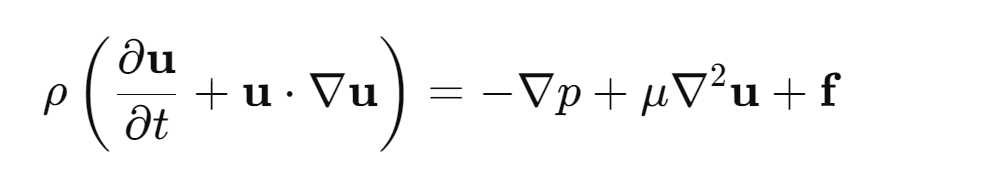 ρ(∂𝐮/∂t + 𝐮 · ∇𝐮) = −∇p + μ∇²𝐮 + 𝐟